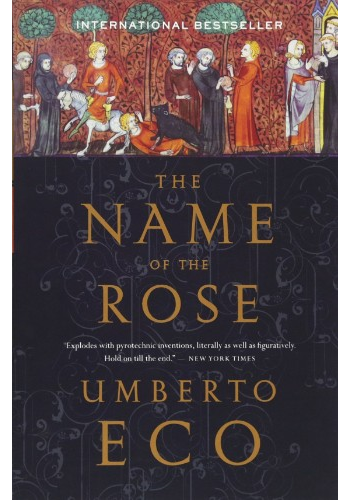 INTERNATIONAL BESTSELLER
THE
NAME
OF THE
ROSE
"Explodes with pyrotechnic inventions, literally as well as figuratively.
Hold on till the end." — NEW YORK TIMES
UMBERTO
ECO